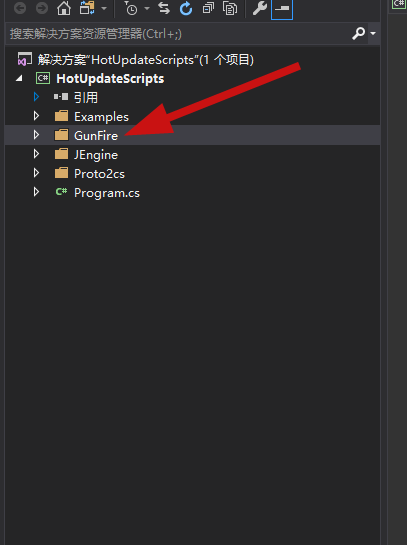 搜索解决方案资源管理器(Ctrl+;)
解决方案"HotUpdateScripts"(1 个项目)
C# HotUpdateScripts
引用
Examples
GunFire
JEngine
Proto2cs
C# Program.cs